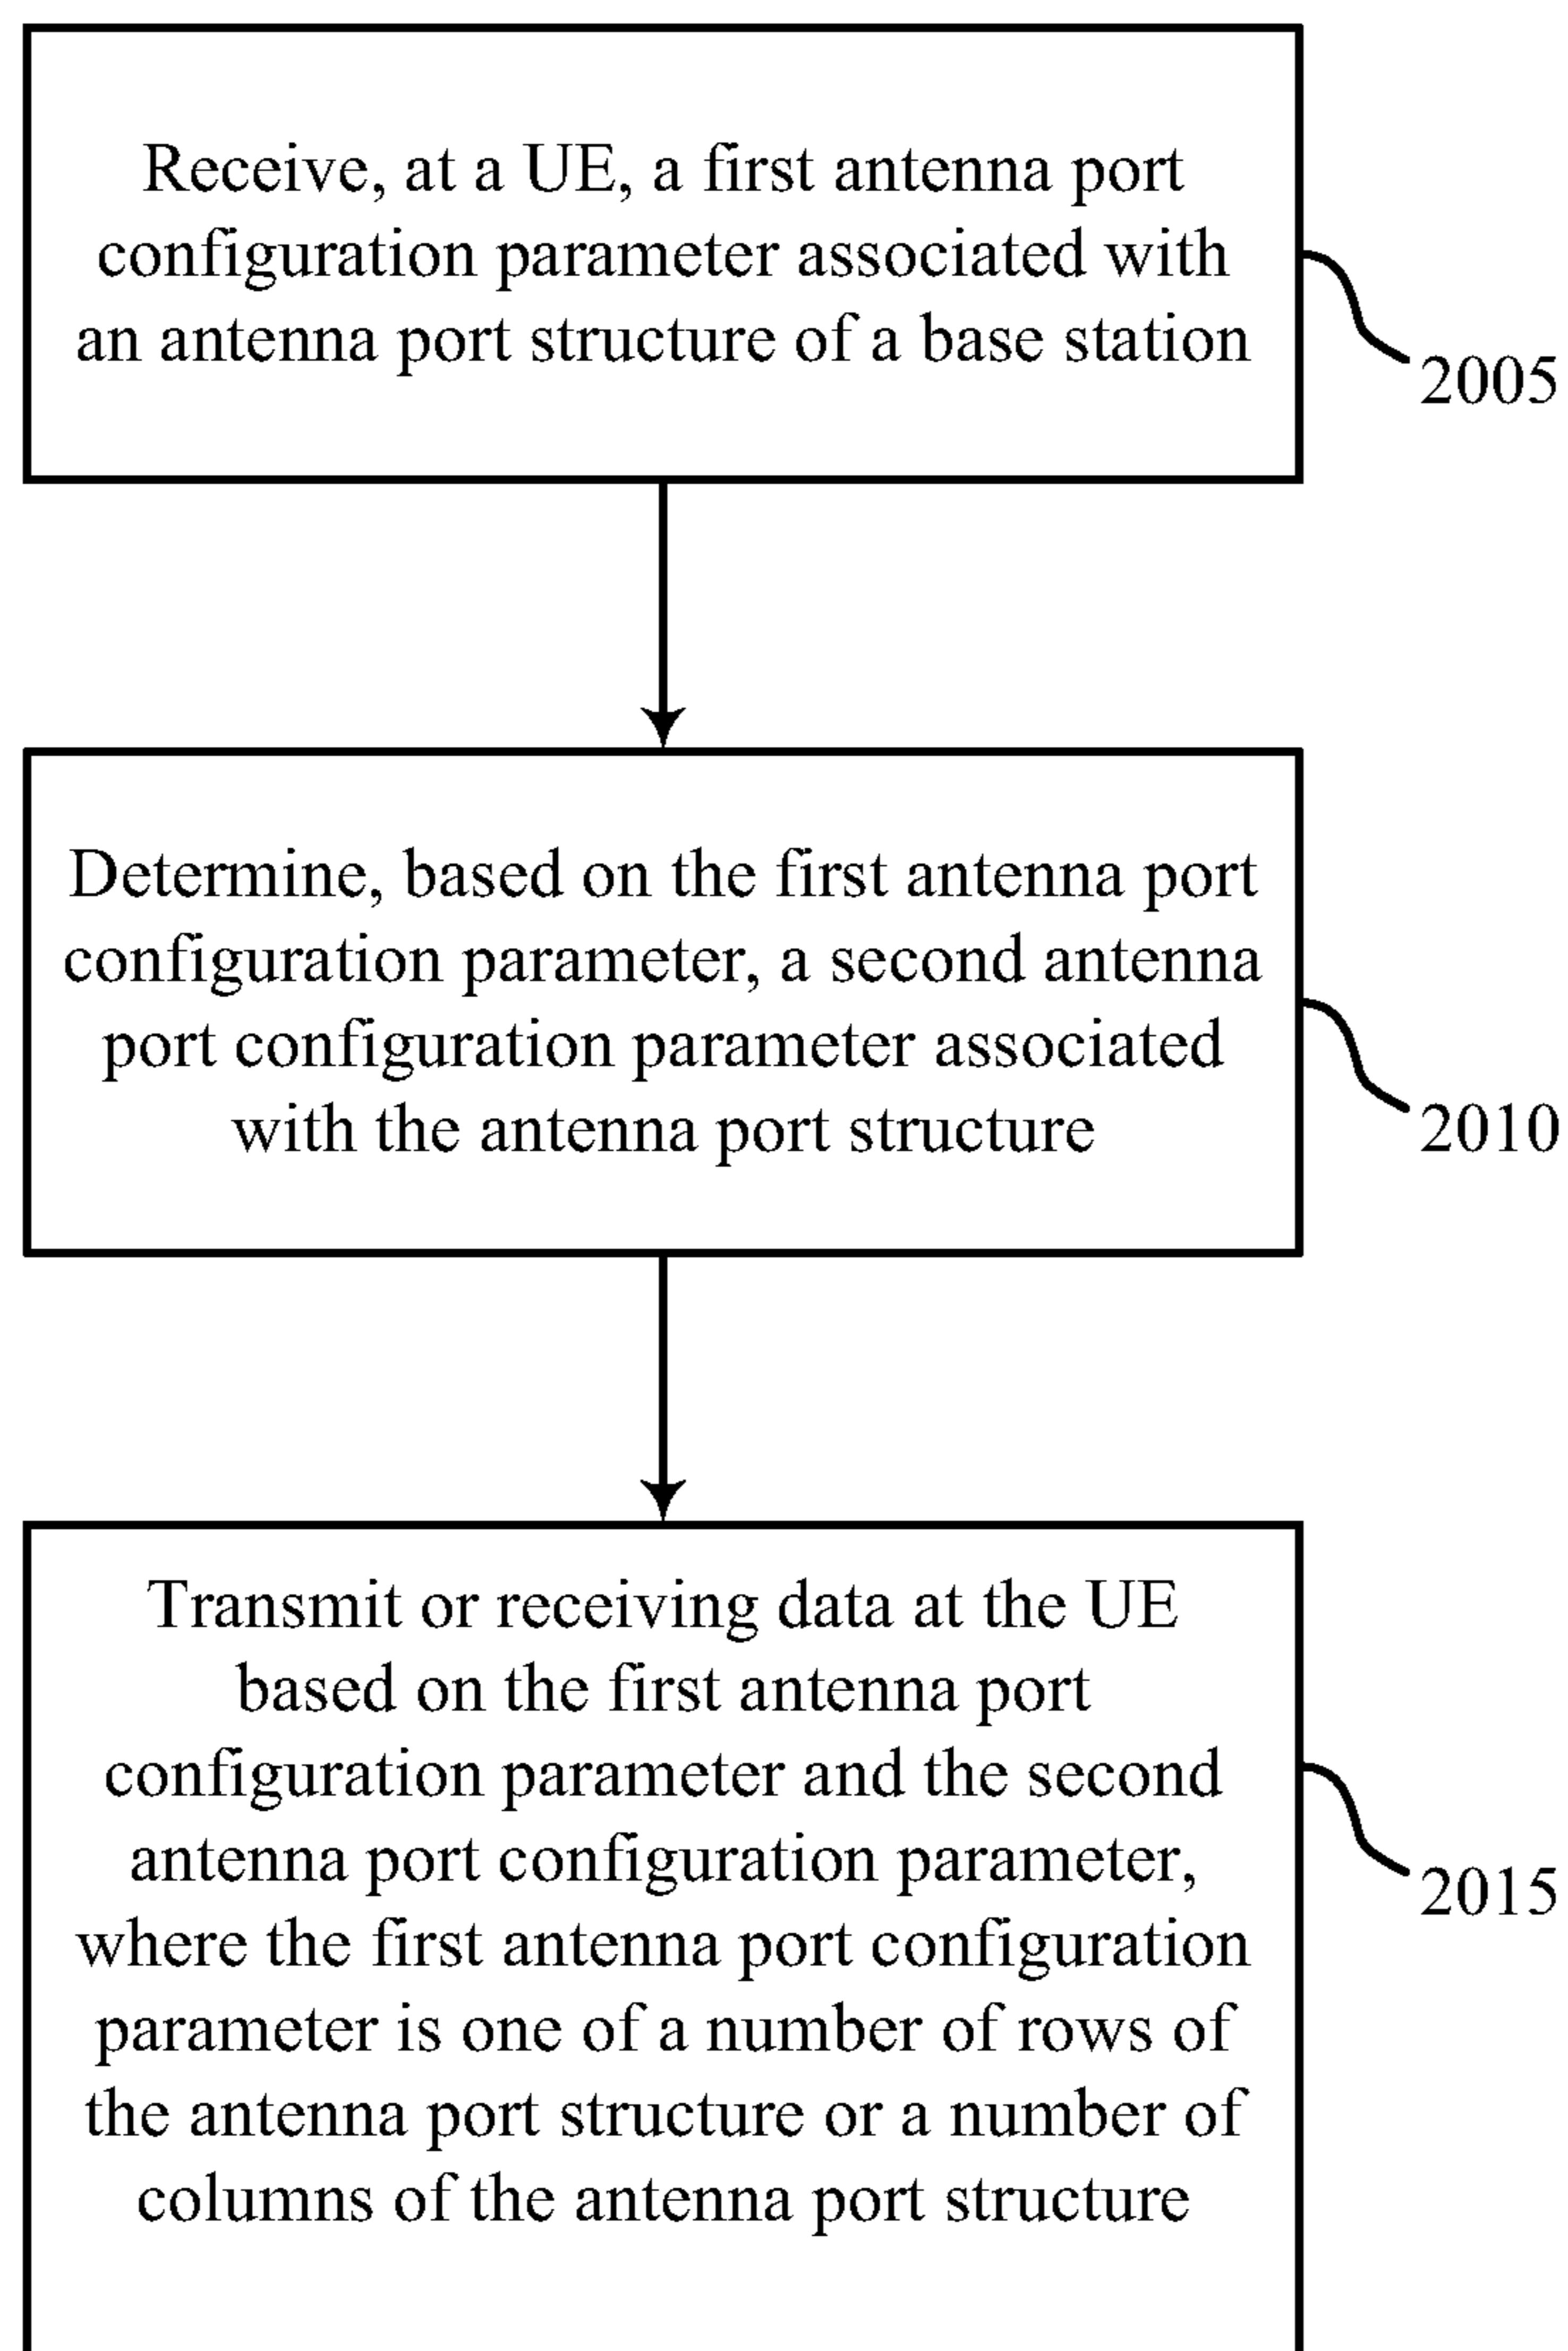 Receive, at a UE, a first antenna port
configuration parameter associated with
an antenna port structure of a base station
2005
Determine, based on the first antenna port
configuration parameter, a second antenna
port configuration parameter associated
with the antenna port structure
2010
Transmit or receiving data at the UE
based on the first antenna port
configuration parameter and the second
antenna port configuration parameter,
where the first antenna port configuration
parameter is one of a number of rows of
the antenna port structure or a number of
columns of the antenna port structure
2015